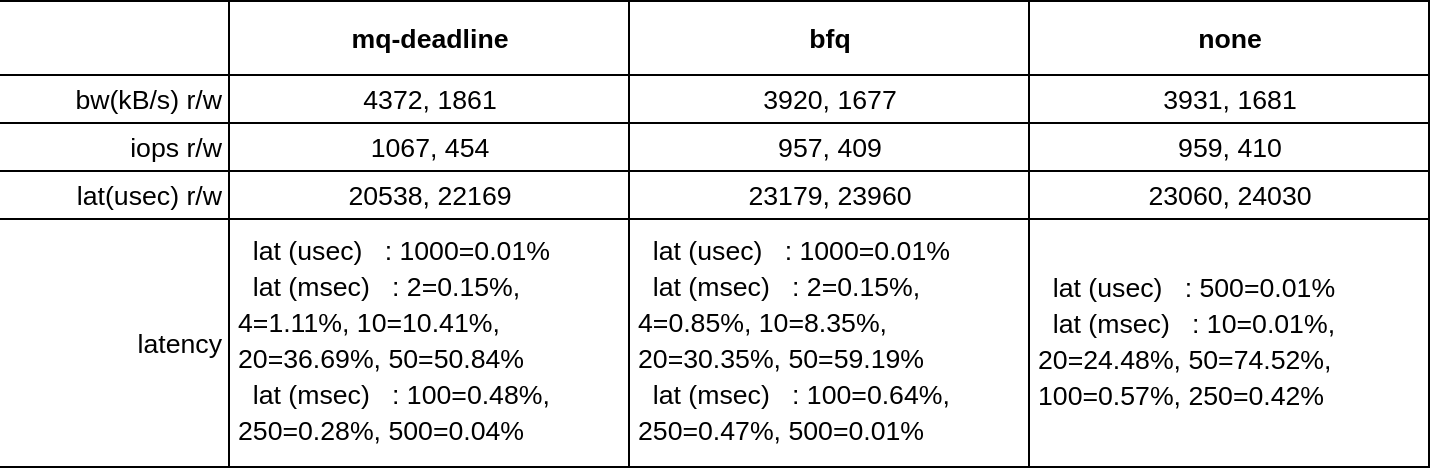 mq-deadline bfq none
bw(kB/s) r/w 4372, 1861 3920, 1677 3931, 1681
iops r/w 1067, 454 957, 409 959, 410
lat(usec) r/w 20538, 22169 23179, 23960 23060, 24030
latency
lat (usec) : 1000=0.01%
lat (msec) : 2=0.15%,
4=1.11%, 10=10.41%,
20=36.69%, 50=50.84%
lat (msec) : 100=0.48%,
250=0.28%, 500=0.04%
lat (usec) : 1000=0.01%
lat (msec) : 2=0.15%,
4=0.85%, 10=8.35%,
20=30.35%, 50=59.19%
lat (msec) : 100=0.64%,
250=0.47%, 500=0.01%
lat (usec) : 500=0.01%
lat (msec) : 10=0.01%,
20=24.48%, 50=74.52%,
100=0.57%, 250=0.42%